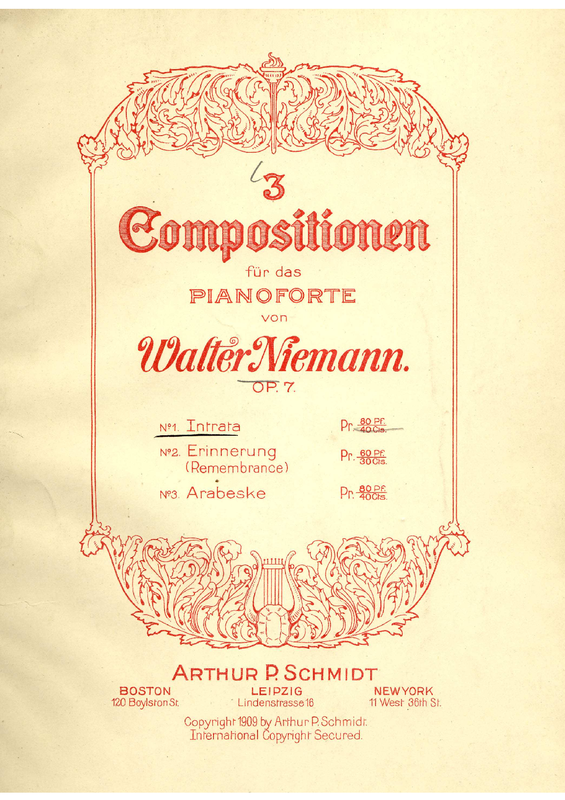 3
Compositionen
für das
PIANOFORTE
von
Walter Niemann.
OP. 7.
Nº1. Intrata Pr. 80 Pf. 40 Cts.
Nº2. Erinnerung Pr. 60 Pf. 30 Cts.
(Remembrance)
Nº3. Arabeske Pr. 80 Pf. 40 Cts.
ARTHUR P. SCHMIDT
BOSTON LEIPZIG NEW YORK
120 Boylston St. Lindenstrasse 16 11 West 36th St.
Copyright 1909 by Arthur P. Schmidt.
International Copyright Secured.